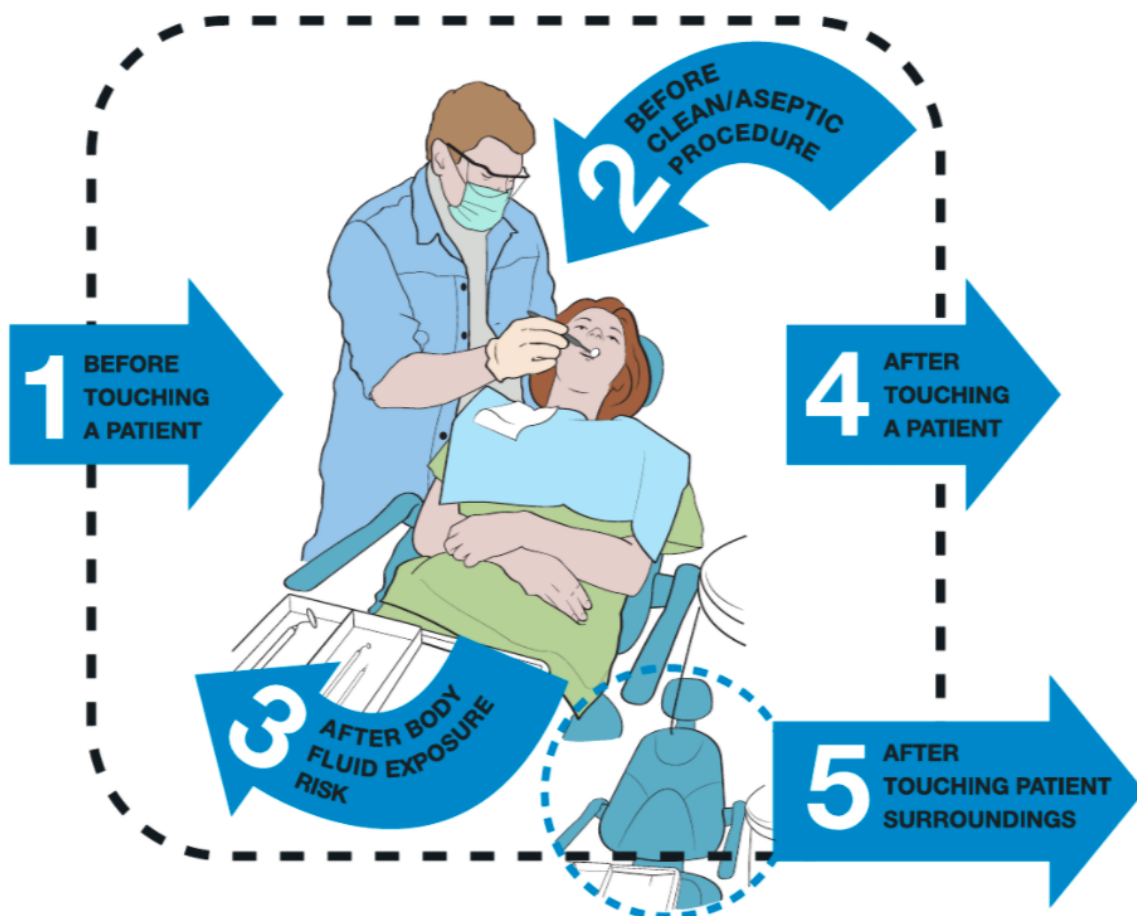 1
BEFORE
TOUCHING
A PATIENT
2
BEFORE
CLEAN/ASEPTIC
PROCEDURE
3
AFTER BODY
FLUID EXPOSURE
RISK
4
AFTER
TOUCHING
A PATIENT
5
AFTER
TOUCHING PATIENT
SURROUNDINGS